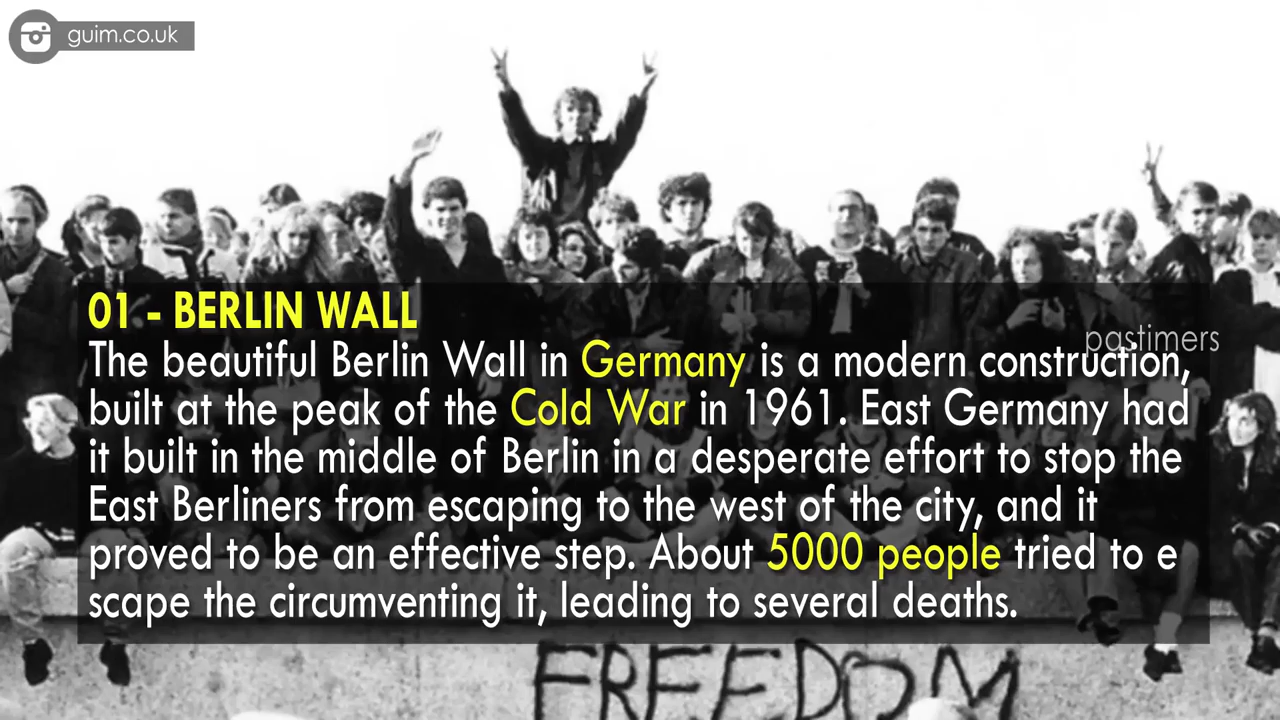 guim.co.uk
01 - BERLIN WALL
pastimers
The beautiful Berlin Wall in Germany is a modern construction,
built at the peak of the Cold War in 1961. East Germany had
it built in the middle of Berlin in a desperate effort to stop the
East Berliners from escaping to the west of the city, and it
proved to be an effective step. About 5000 people tried to e
scape the circumventing it, leading to several deaths.
FREEDOM